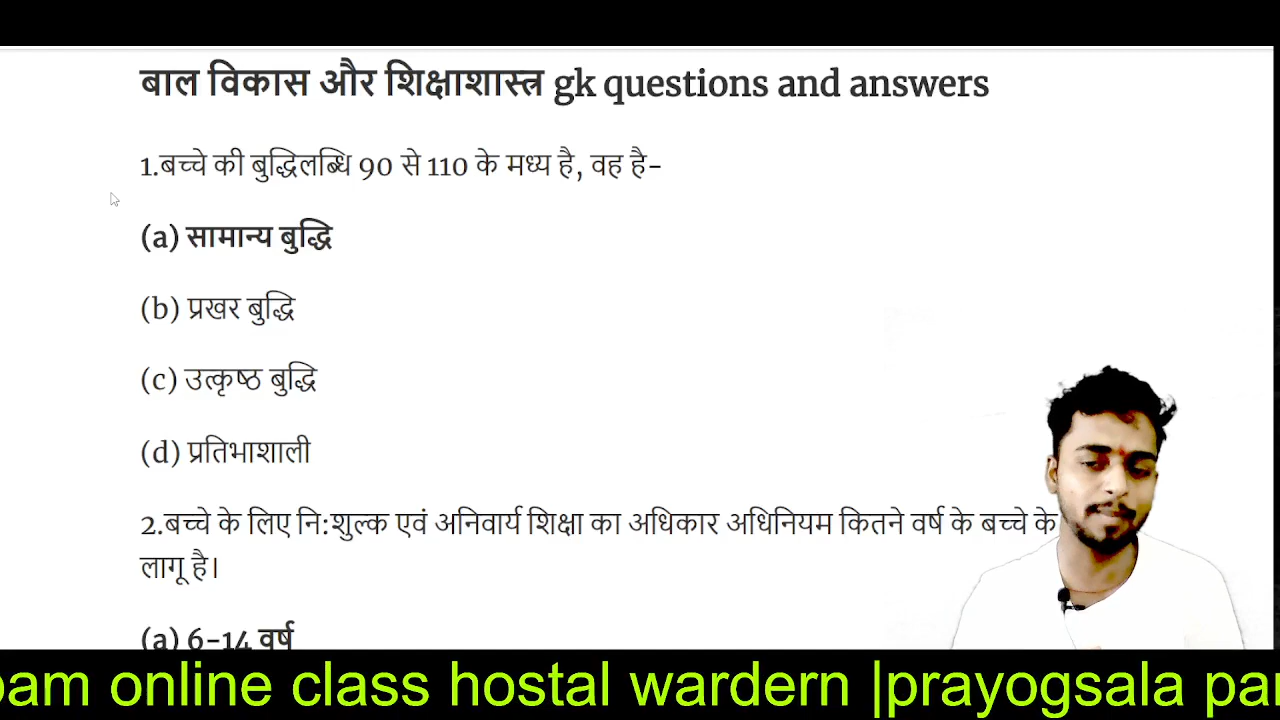 बाल विकास और शिक्षाशास्त्र gk questions and answers
1.बच्चे की बुद्धिलब्धि 90 से 110 के मध्य है, वह है-
(a) सामान्य बुद्धि
(b) प्रखर बुद्धि
(c) उत्कृष्ठ बुद्धि
(d) प्रतिभाशाली
2.बच्चे के लिए नि:शुल्क एवं अनिवार्य शिक्षा का अधिकार अधिनियम कितने वर्ष के बच्चे के
लागू है।
(a) 6-14 वर्ष
online class hostal wardern |prayogsala